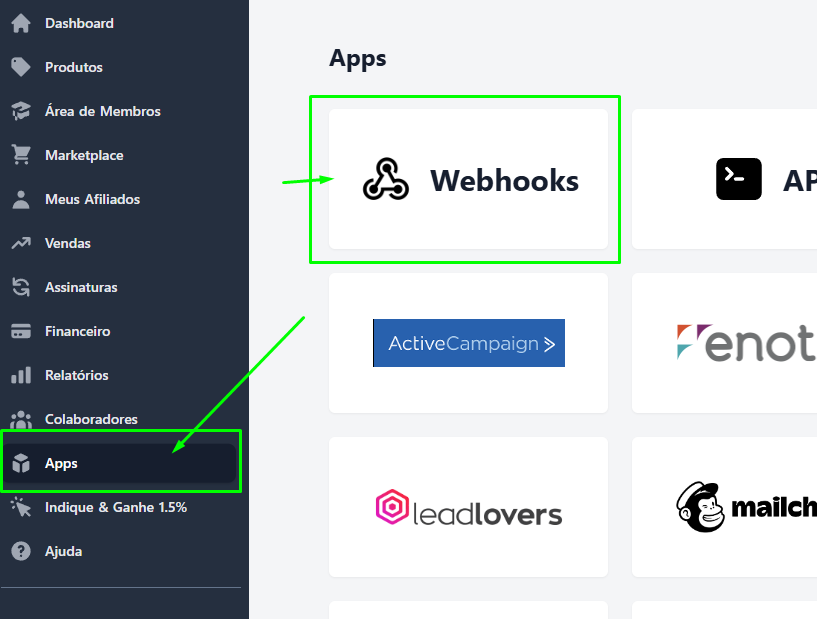 Dashboard
Produtos
Área de Membros
Marketplace
Meus Afiliados
Vendas
Assinaturas
Financeiro
Relatórios
Colaboradores
Apps
Indique & Ganhe 1.5%
Ajuda
Apps
Webhooks
AP
ActiveCampaign >
enot
leadlovers
mailch